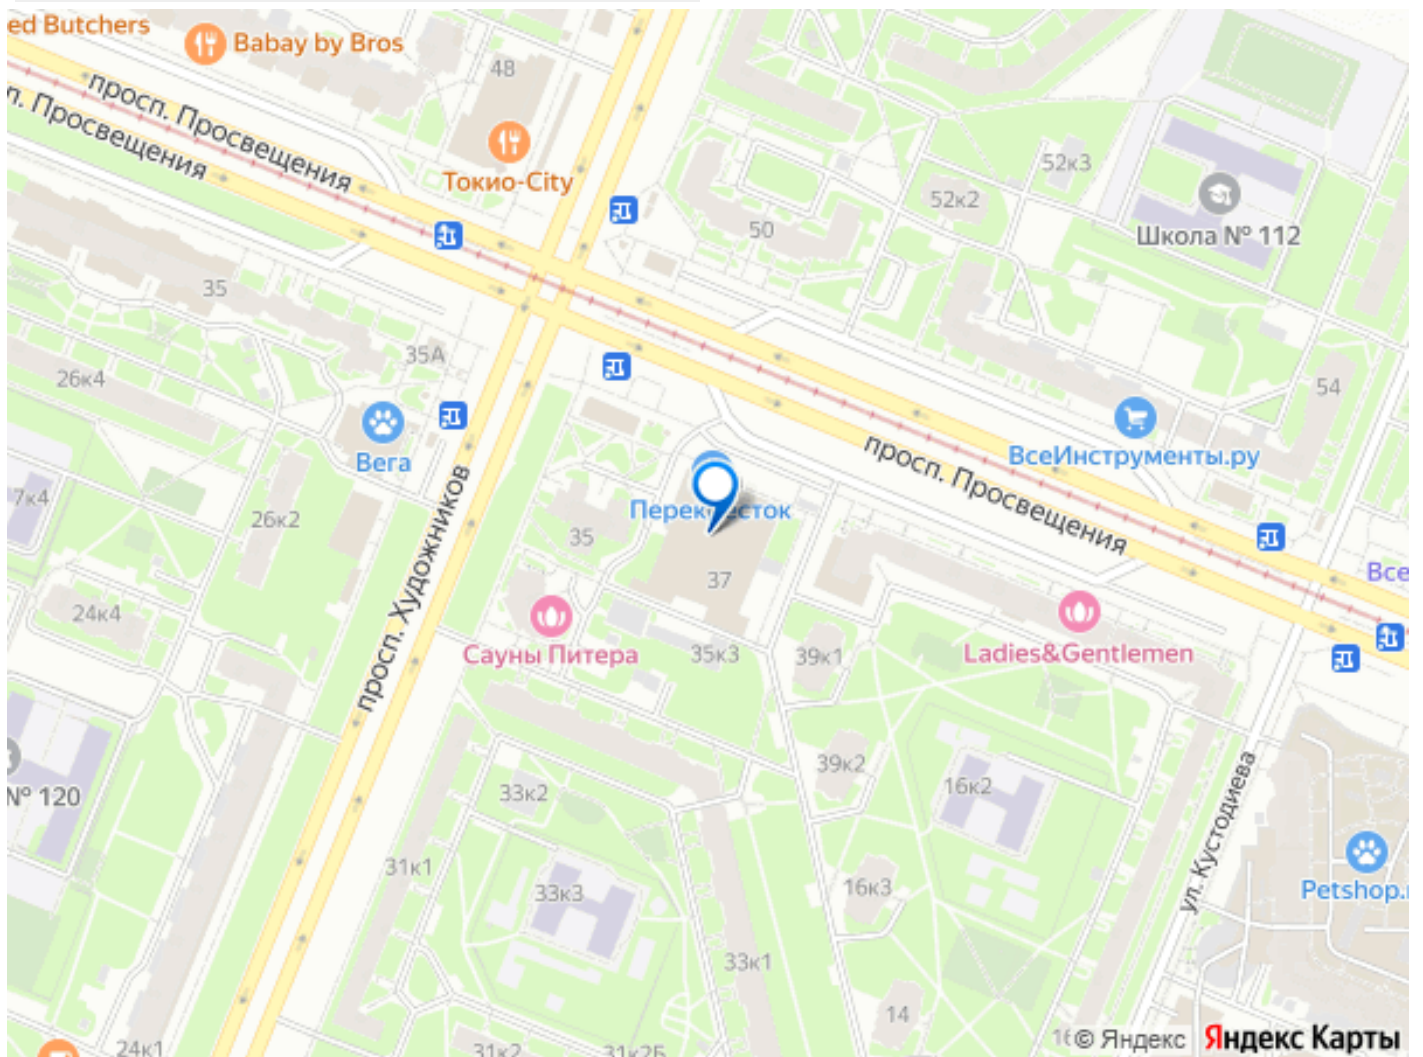 ed Butchers
Babay by Bros
48
просп. Просвещения
п. Просвещения
Токио-City
52к3
52к2
50
Школа № 112
35
35А
26к4
54
Вега
ВсеИнструменты.ру
просп. Просвещения
Перек
сток
7к4
26к2
35
37
просп. Художников
Все
24к4
Сауны Питера
35к3
39к1
Ladies&Gentlemen
39к2
16к2
33к2
№ 120
ул. Кустодиева
31к1
33к3
16к3
Petshop.
33к1
14
24к1
31к2
31к2Б
16
© Яндекс
Яндекс Карты